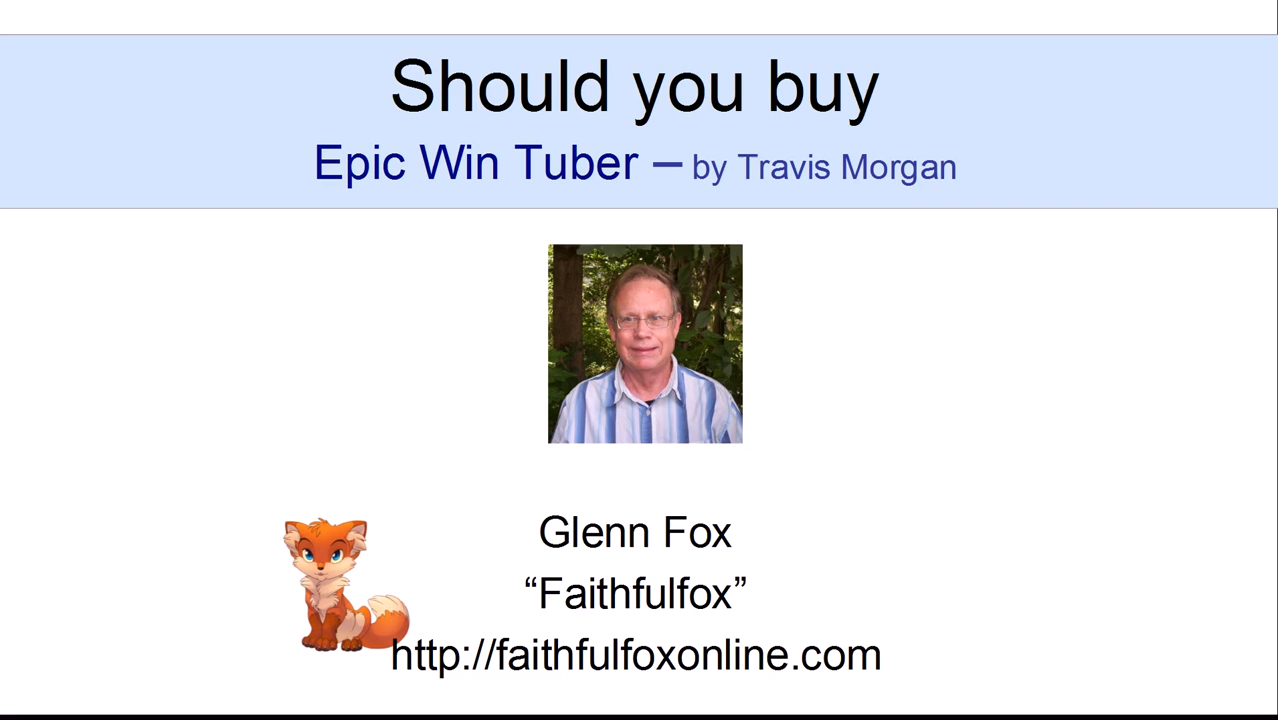 Should you buy
Epic Win Tuber – by Travis Morgan
Glenn Fox
“Faithfulfox”
http://faithfulfoxonline.com